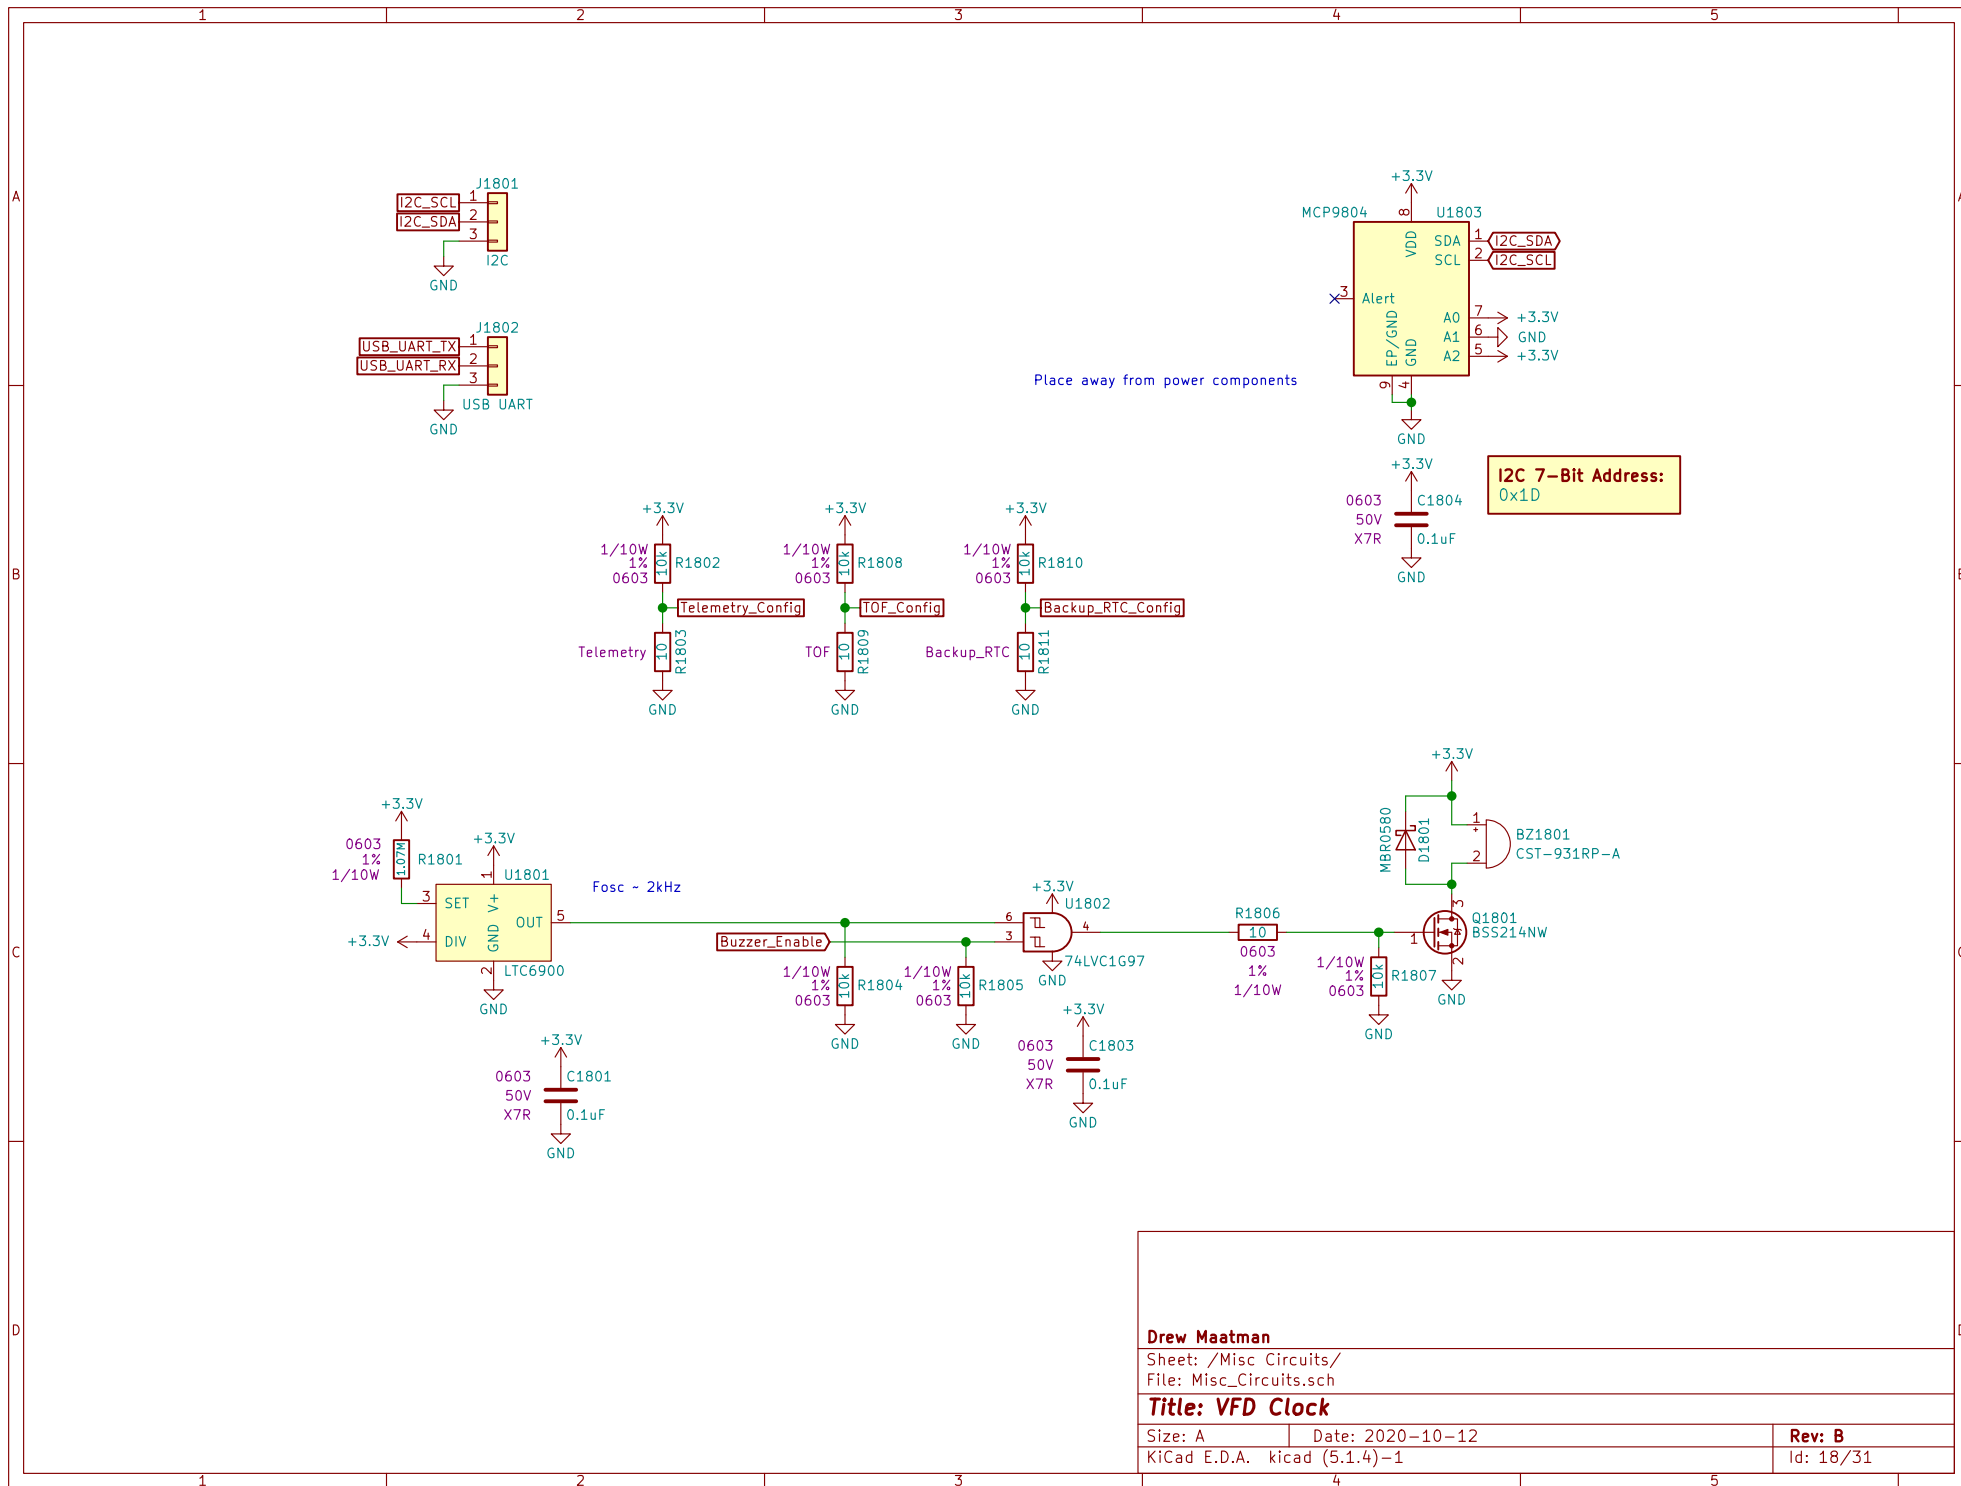 1 2 3 4 5
A
J1801
I2C_SCL 1
I2C_SDA 2
3
I2C
GND
J1802
USB_UART_TX 1
USB_UART_RX 2
3
USB UART
GND
+3.3V
MCP9804 8 U1803
VDD SDA 1 I2C_SDA
SCL 2 I2C_SCL
3 Alert
A0 7 +3.3V
A1 6 GND
A2 5 +3.3V
EP/GND GND
9 4
GND
Place away from power components
I2C 7-Bit Address:
0x1D
+3.3V
0603 C1804
50V
X7R 0.1uF
GND
B
+3.3V
1/10W
1% 10k R1802
0603
Telemetry_Config
Telemetry 10 R1803
GND
+3.3V
1/10W
1% 10k R1808
0603
TOF_Config
TOF 10 R1809
GND
+3.3V
1/10W
1% 10k R1810
0603
Backup_RTC_Config
Backup_RTC 10 R1811
GND
+3.3V
0603
1% 1.07M R1801
1/10W
+3.3V
1 U1801
3 SET V+
OUT 5
+3.3V 4 DIV GND
2 LTC6900
GND
Fosc ~ 2kHz
+3.3V
0603 C1801
50V
X7R 0.1uF
GND
Buzzer_Enable
1/10W
1% 10k R1804
0603
GND
1/10W
1% 10k R1805
0603
GND
+3.3V
U1802
6
3
4
74LVC1G97
GND
+3.3V
0603 C1803
50V
X7R 0.1uF
GND
R1806
10
0603
1%
1/10W
1/10W
1% 10k R1807
0603
GND
+3.3V
MBR0580 D1801
1
+
BZ1801
CST-931RP-A
2
3
Q1801
BSS214NW
1
2
GND
C
D
Drew Maatman
Sheet: /Misc Circuits/
File: Misc_Circuits.sch
Title: VFD Clock
Size: A Date: 2020-10-12 Rev: B
KiCad E.D.A. kicad (5.1.4)-1 Id: 18/31
1 2 3 4 5